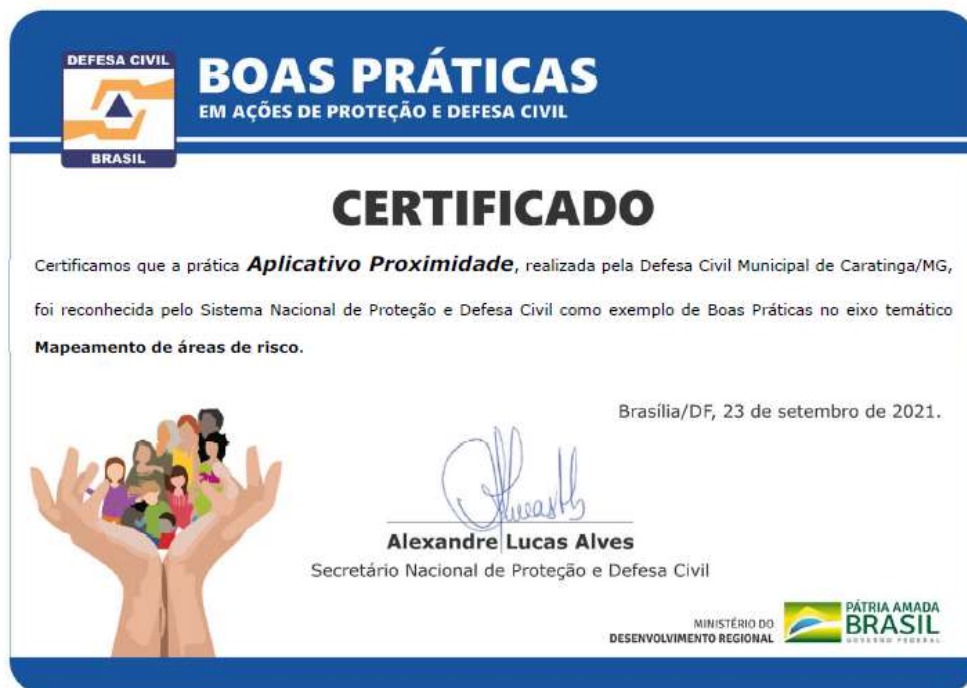 DEFESA CIVIL
BRASIL
BOAS PRÁTICAS
EM AÇÕES DE PROTEÇÃO E DEFESA CIVIL
CERTIFICADO
Certificamos que a prática Aplicativo Proximidade, realizada pela Defesa Civil Municipal de Caratinga/MG,
foi reconhecida pelo Sistema Nacional de Proteção e Defesa Civil como exemplo de Boas Práticas no eixo temático
Mapeamento de áreas de risco.
Brasília/DF, 23 de setembro de 2021.
Alexandre Lucas Alves
Secretário Nacional de Proteção e Defesa Civil
MINISTÉRIO DO
DESENVOLVIMENTO REGIONAL
PÁTRIA AMADA
BRASIL
GOVERNO FEDERAL